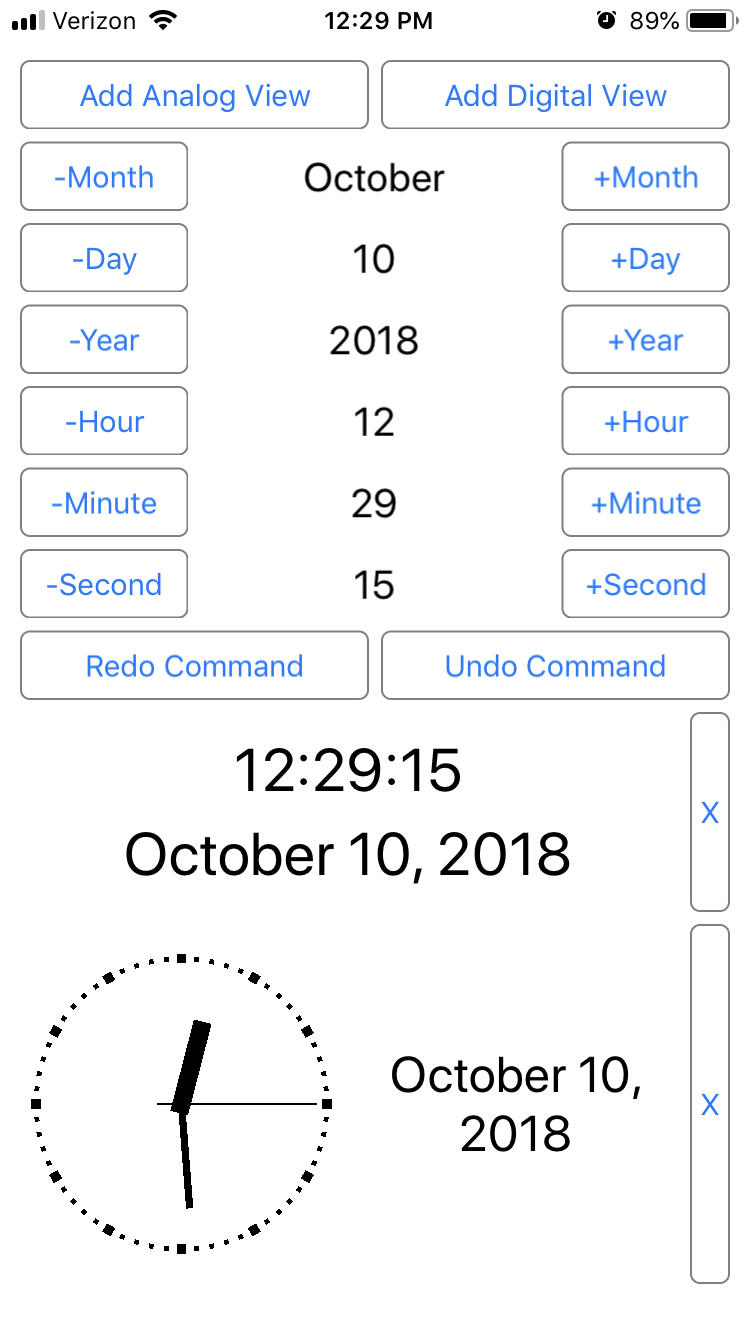 Verizon 12:29 PM 89%
Add Analog View Add Digital View
-Month October +Month
-Day 10 +Day
-Year 2018 +Year
-Hour 12 +Hour
-Minute 29 +Minute
-Second 15 +Second
Redo Command Undo Command
12:29:15
October 10, 2018
X
October 10,
2018
X